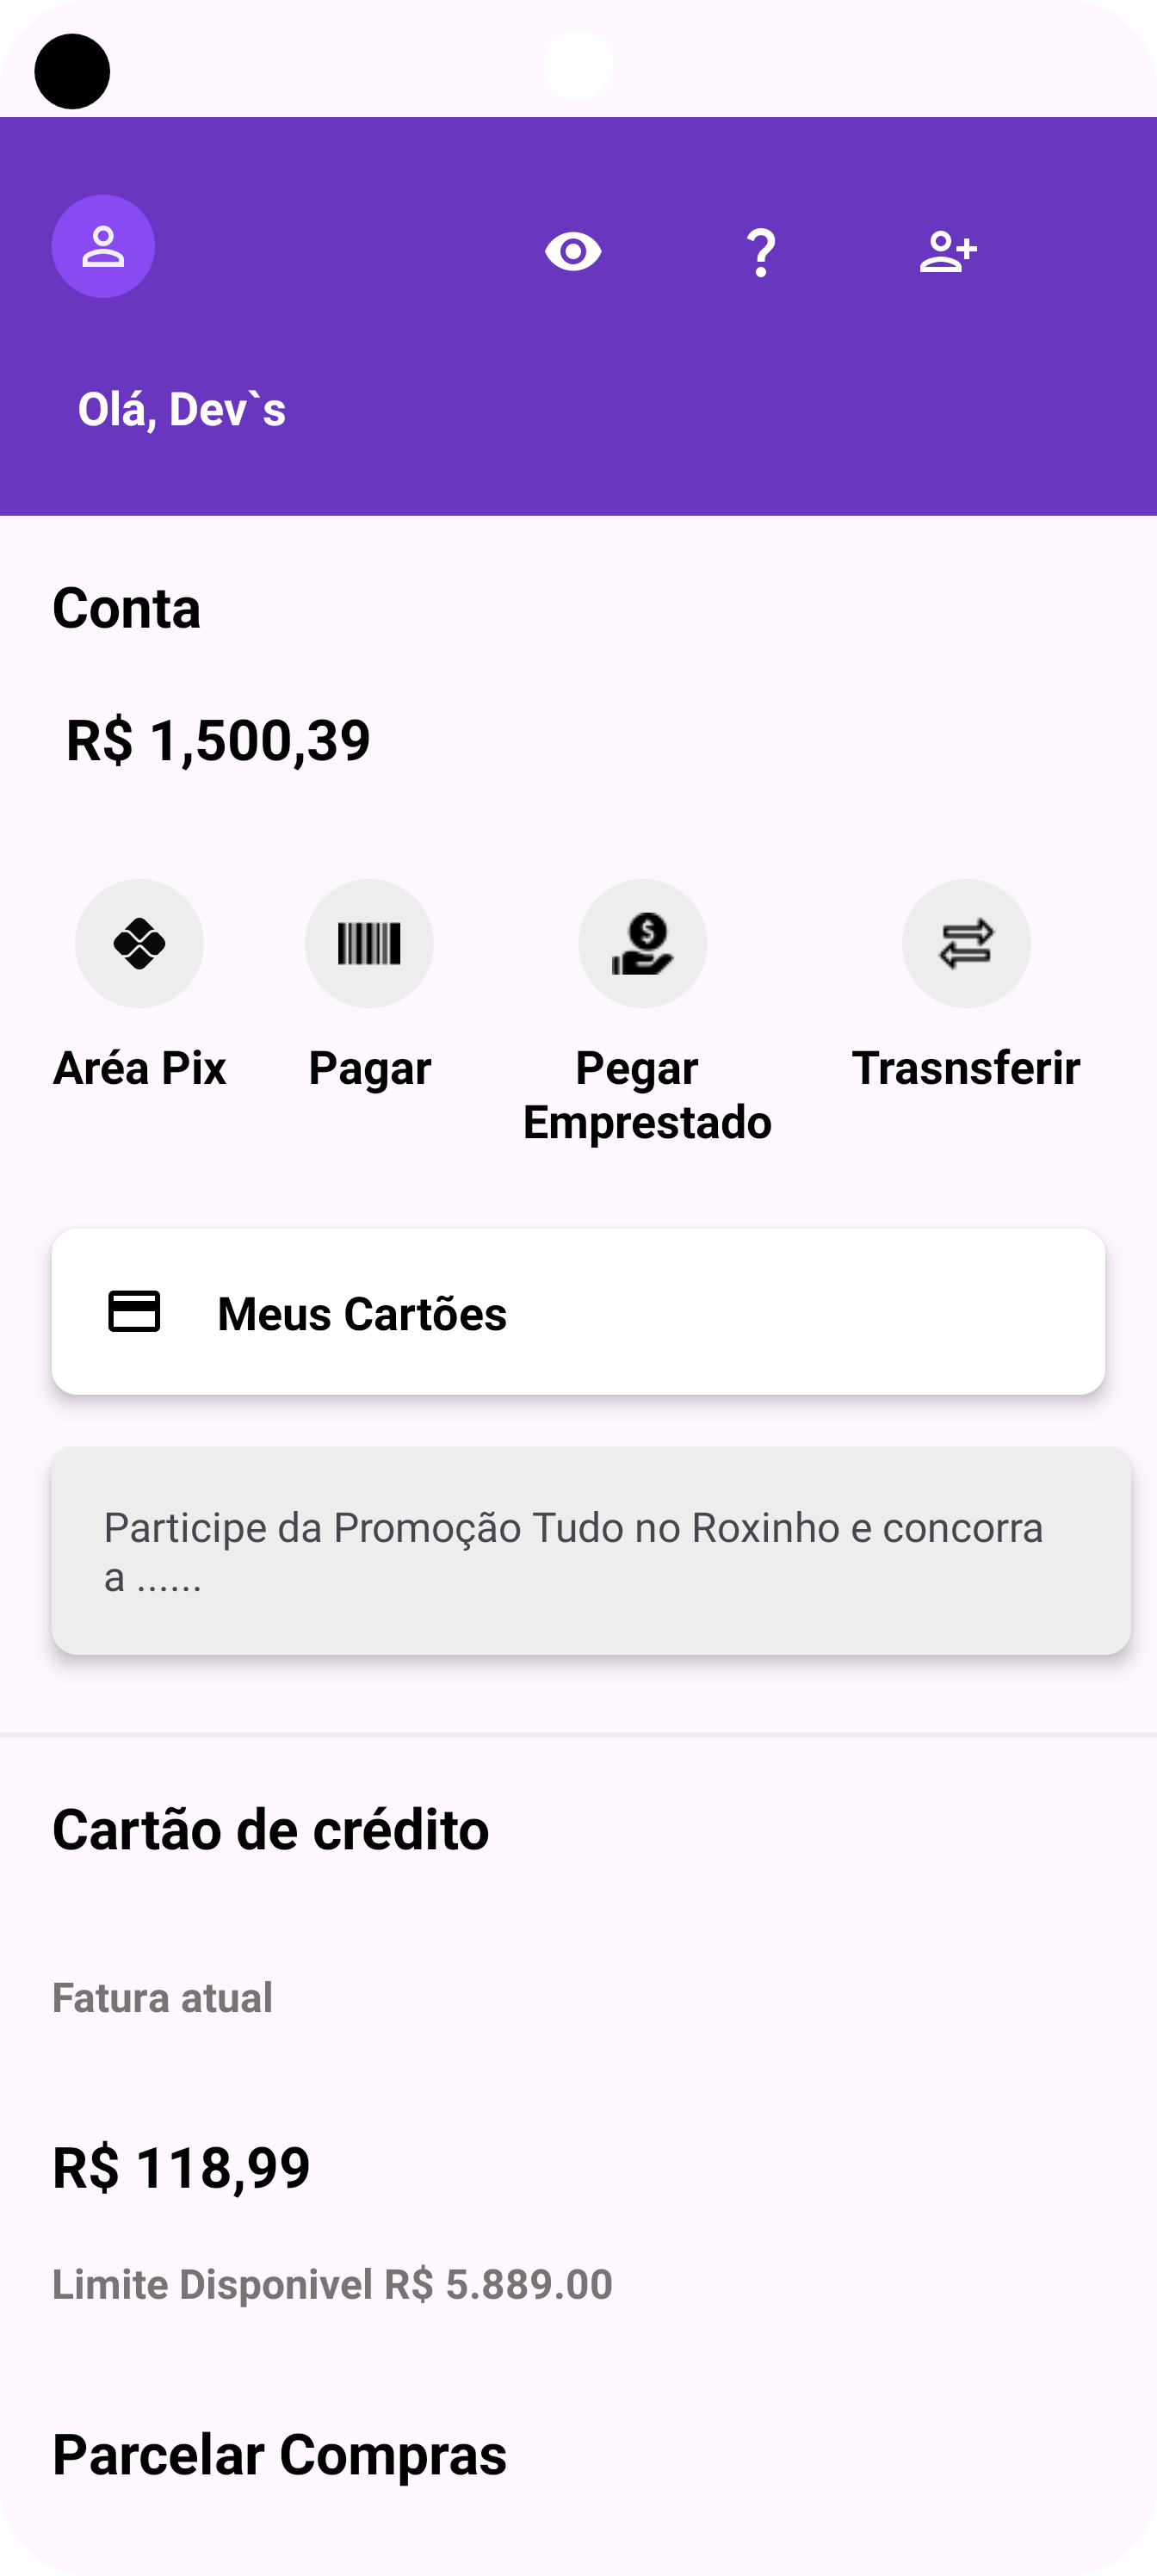 Olá, Dev`s
Conta
R$ 1,500,39
Aréa Pix
Pagar
Pegar
Emprestado
Trasnsferir
Meus Cartões
Participe da Promoção Tudo no Roxinho e concorra
a ......
Cartão de crédito
Fatura atual
R$ 118,99
Limite Disponivel R$ 5.889.00
Parcelar Compras